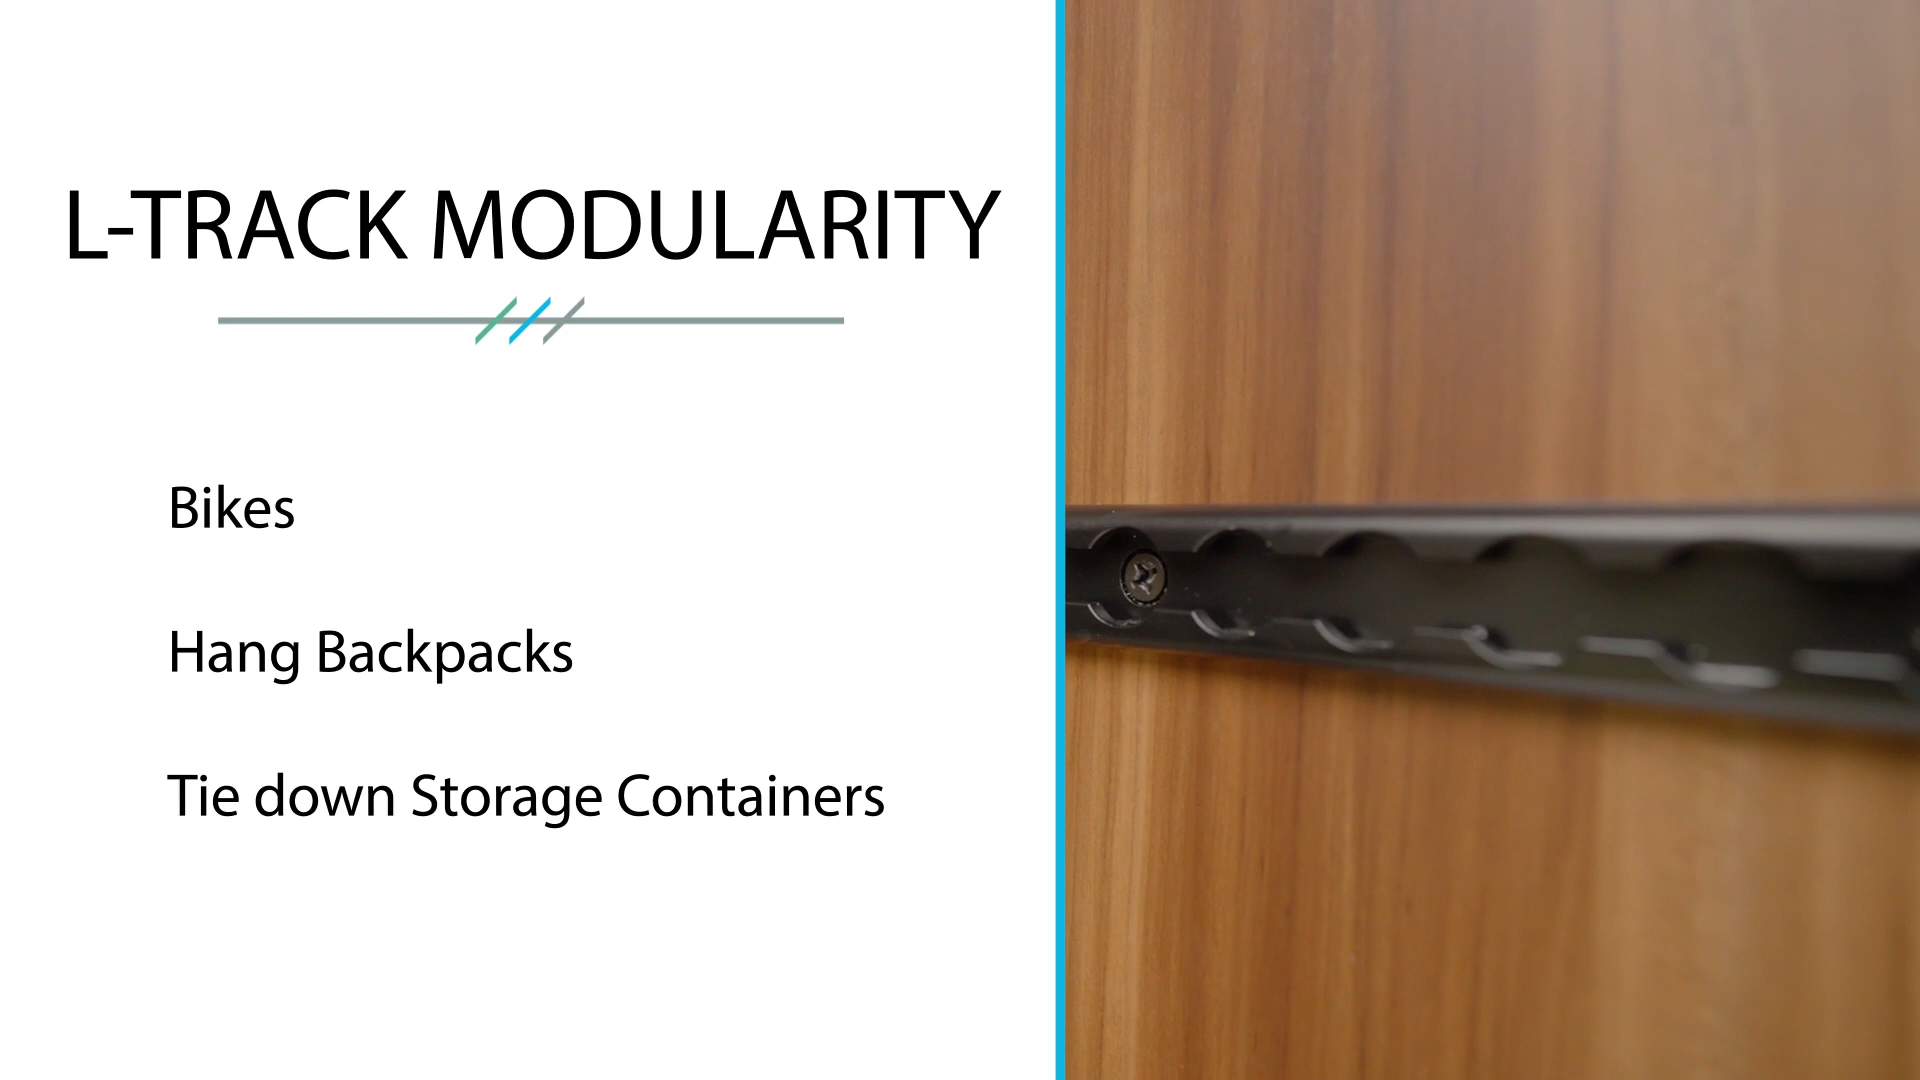 L-TRACK MODULARITY
Bikes
Hang Backpacks
Tie down Storage Containers